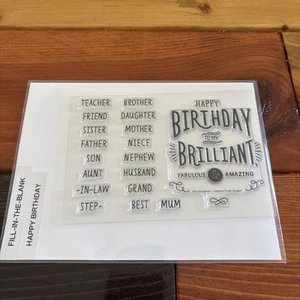 TEACHER BROTHER
FRIEND DAUGHTER
SISTER MOTHER
FATHER NIECE
SON NEPHEW
AUNT HUSBAND
-IN-LAW GRAND
STEP- BEST MUM
HAPPY
BIRTHDAY
TO MY
BRILLIANT
FABULOUS & AMAZING
FILL-IN-THE-BLANK
HAPPY BIRTHDAY